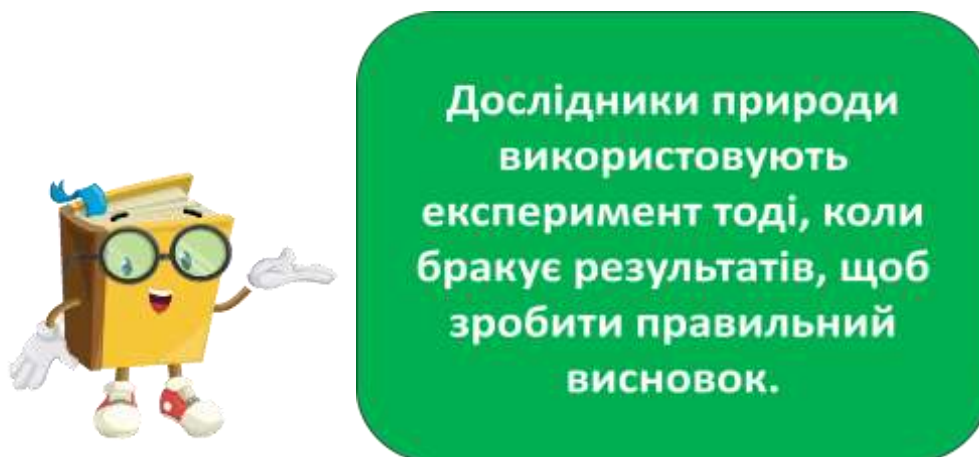 Дослідники природи
використовують
експеримент тоді, коли
бракує результатів, щоб
зробити правильний
висновок.